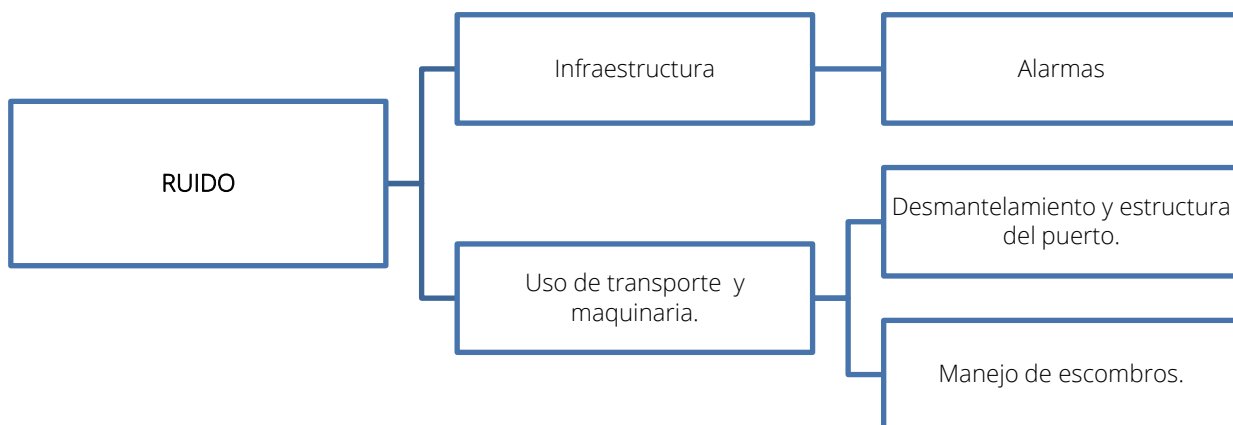 RUIDO
Infraestructura
Alarmas
Uso de transporte  y
maquinaria.
Desmantelamiento y estructura
del puerto.
Manejo de escombros.